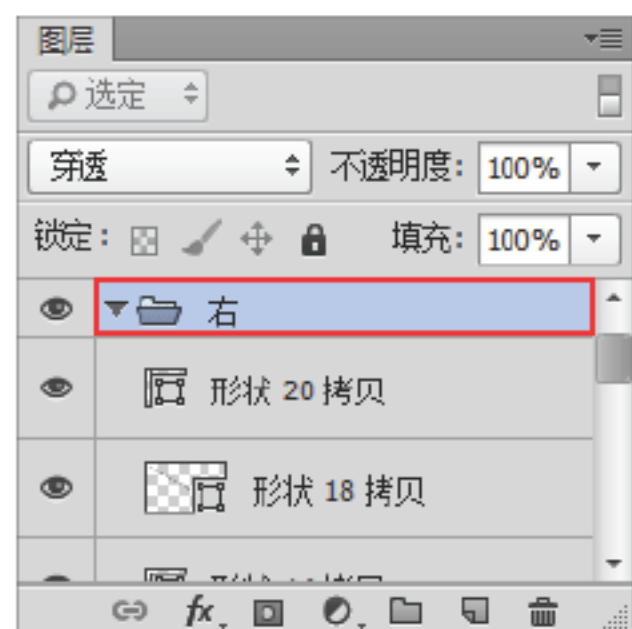 图层
选定
穿透 不透明度: 100%
锁定: 填充: 100%
右
形状 20 拷贝
形状 18 拷贝
fx